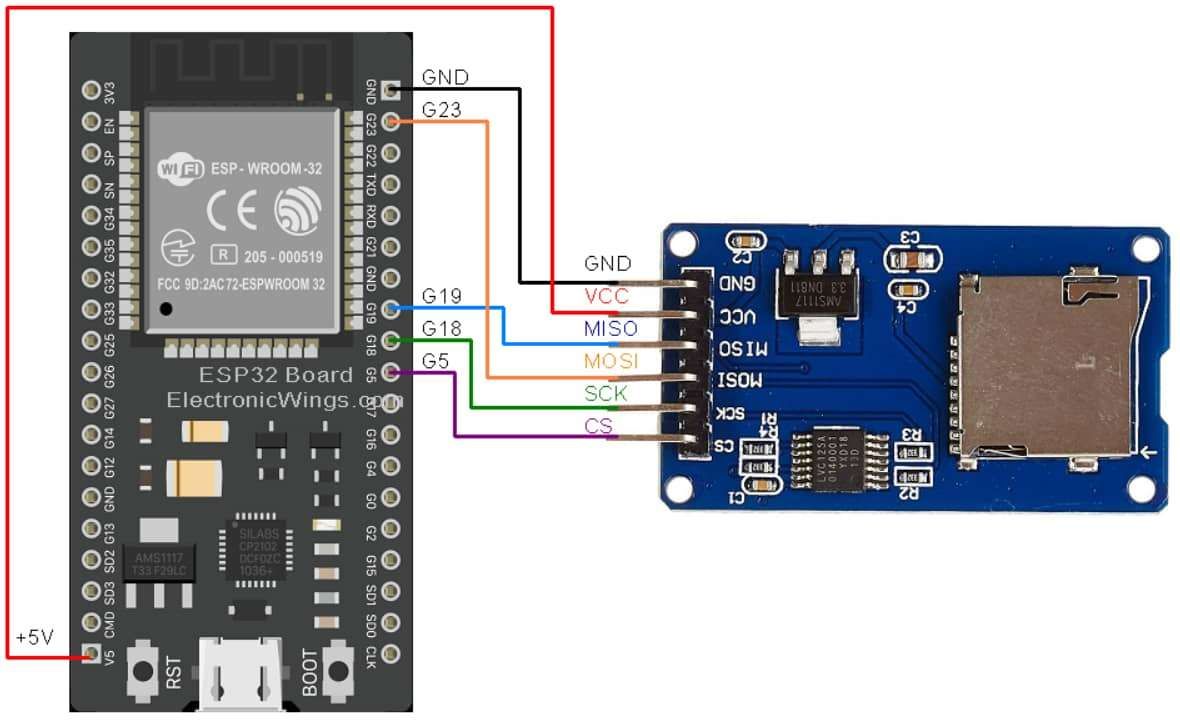 +5V
3V3
EN
SP
SN
G34
G35
G32
G33
G25
G26
G27
G14
G12
GND
G13
SD2
SD3
CMD
V5
GND
G23
G22
TXD
RXD
G21
GND
G19
G18
G5
G16
G4
G0
G2
G15
SD1
SD0
CLK
WiFi ESP - WROOM -32
CE
R 205 - 000519
FCC 9D:2AC72-ESPWROOM 32
ESP32 Board
ElectronicWings.com
SILABS
CP2102
DCF02C
1036+
AMS1117
T33 F29LC
RST
BOOT
GND
G23
G19
G18
G5
GND
VCC
MISO
MOSI
SCK
CS
GND
VCC
MISO
MOSI
SCK
CS
C2
C3
C4
AMS1117
3.3 DN811
R1
R4
C1
LVC125A
0140001
YXD18
R3
R2